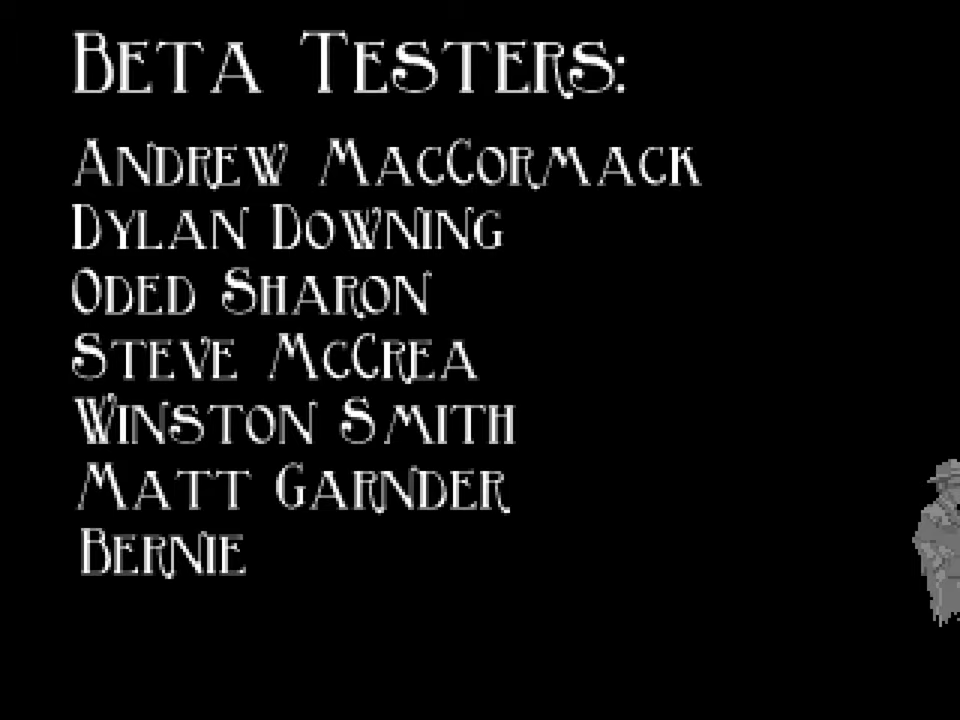 Beta Testers:
Andrew MacCormack
Dylan Downing
Oded Sharon
Steve McCrea
Winston Smith
Matt Garnder
Bernie